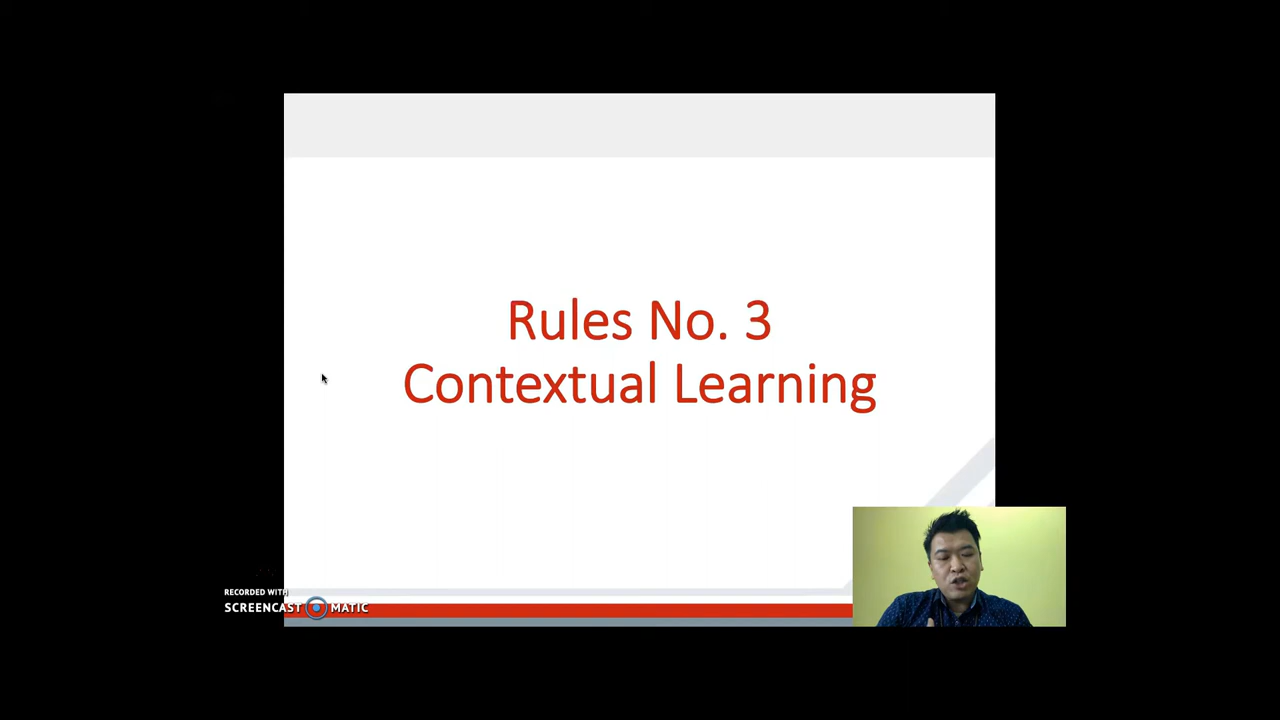 Rules No. 3
Contextual Learning
RECORDED WITH
SCREENCAST MATIC